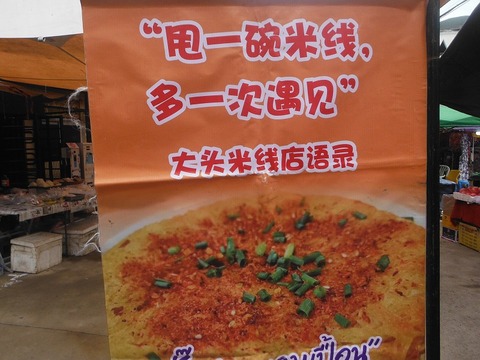 “甩一碗米线，
多一次遇见”
大头米线店语录